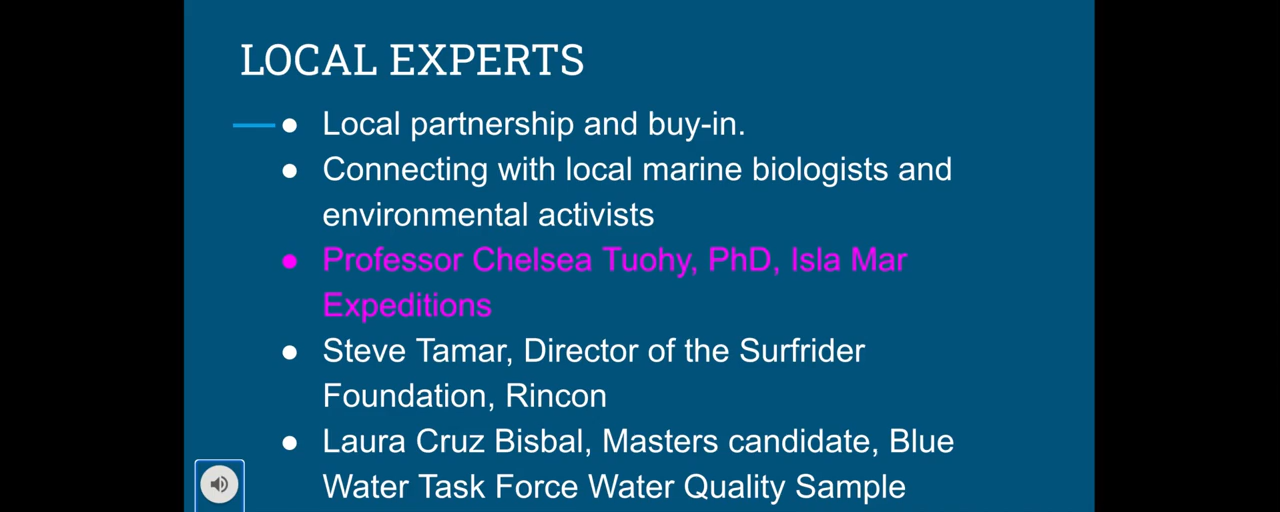 LOCAL EXPERTS
● Local partnership and buy-in.
● Connecting with local marine biologists and
environmental activists
● Professor Chelsea Tuohy, PhD, Isla Mar
Expeditions
● Steve Tamar, Director of the Surfrider
Foundation, Rincon
● Laura Cruz Bisbal, Masters candidate, Blue
Water Task Force Water Quality Sample